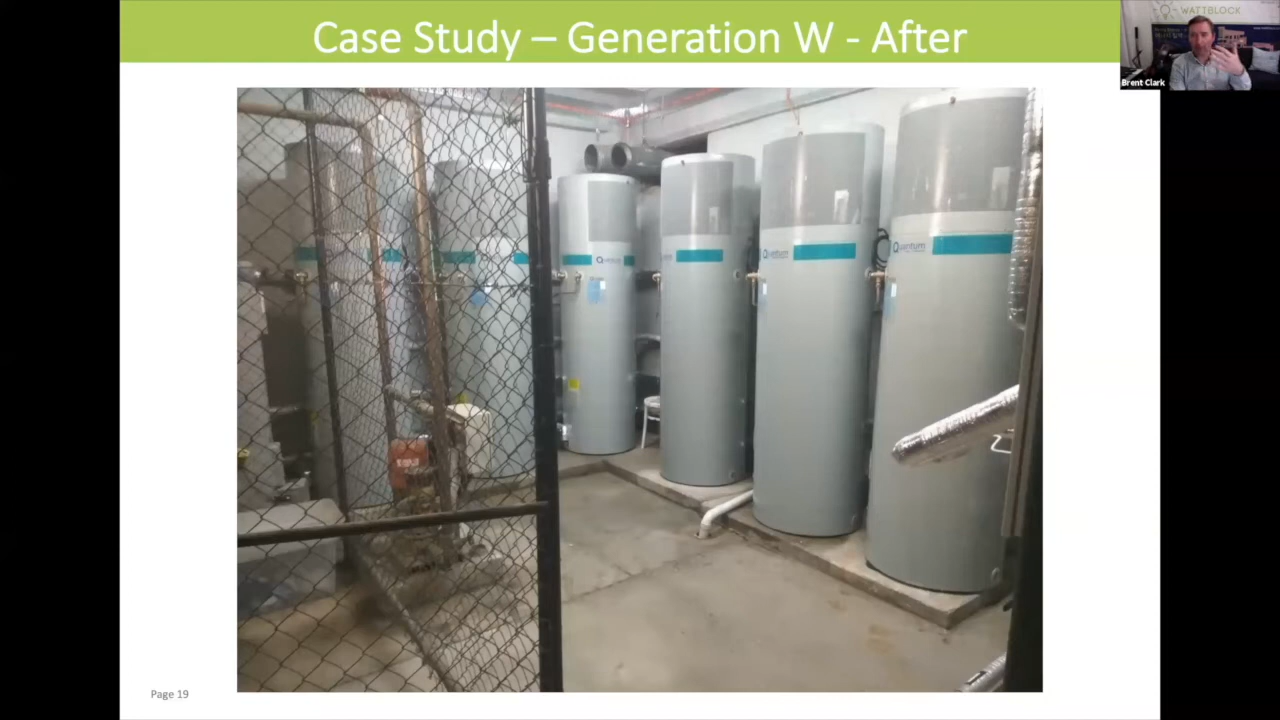 Case Study – Generation W - After
WATTBLOCK
Brent Clark
Quantum
Quantum
Quantum
Page 19